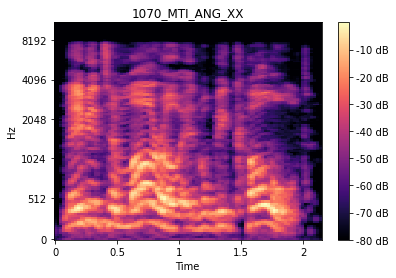 1070_MTI_ANG_XX
8192
4096
2048
1024
512
0
Hz
0
0.5
1
1.5
2
Time
-10 dB
-20 dB
-30 dB
-40 dB
-50 dB
-60 dB
-70 dB
-80 dB